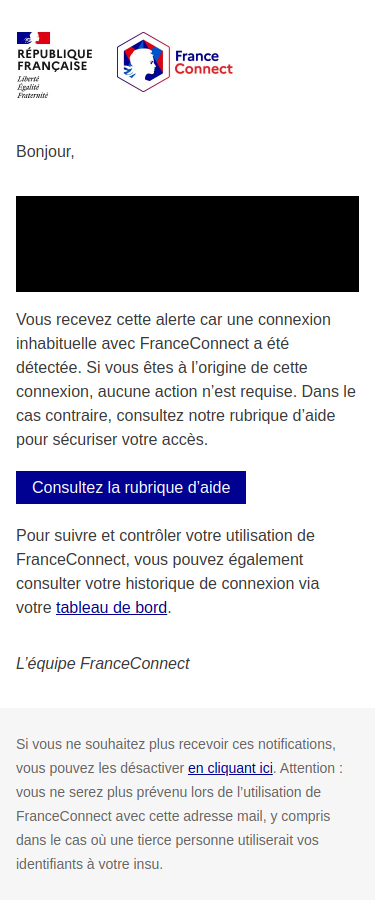 RÉPUBLIQUE
FRANÇAISE
Liberté
Égalité
Fraternité
France
Connect
Bonjour,
Vous recevez cette alerte car une connexion
inhabituelle avec FranceConnect a été
détectée. Si vous êtes à l’origine de cette
connexion, aucune action n’est requise. Dans le
cas contraire, consultez notre rubrique d’aide
pour sécuriser votre accès.
Consultez la rubrique d’aide
Pour suivre et contrôler votre utilisation de
FranceConnect, vous pouvez également
consulter votre historique de connexion via
votre tableau de bord.
L’équipe FranceConnect
Si vous ne souhaitez plus recevoir ces notifications,
vous pouvez les désactiver en cliquant ici. Attention :
vous ne serez plus prévenu lors de l’utilisation de
FranceConnect avec cette adresse mail, y compris
dans le cas où une tierce personne utiliserait vos
identifiants à votre insu.